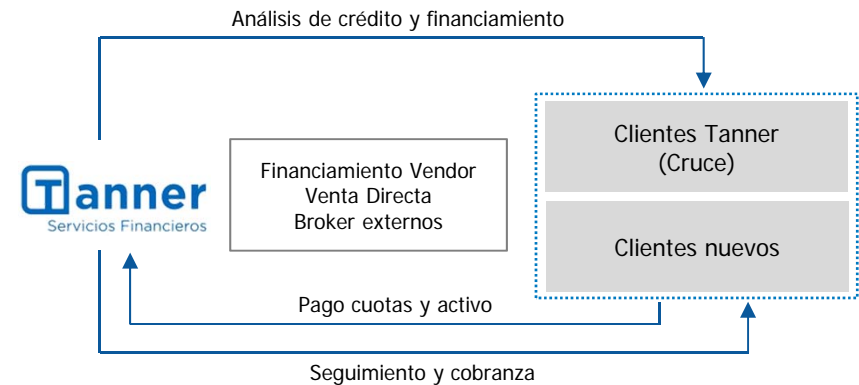 Análisis de crédito y financiamiento
Clientes Tanner
(Cruce)
Tanner
Servicios Financieros
Financiamiento Vendor
Venta Directa
Broker externos
Clientes nuevos
Pago cuotas y activo
Seguimiento y cobranza